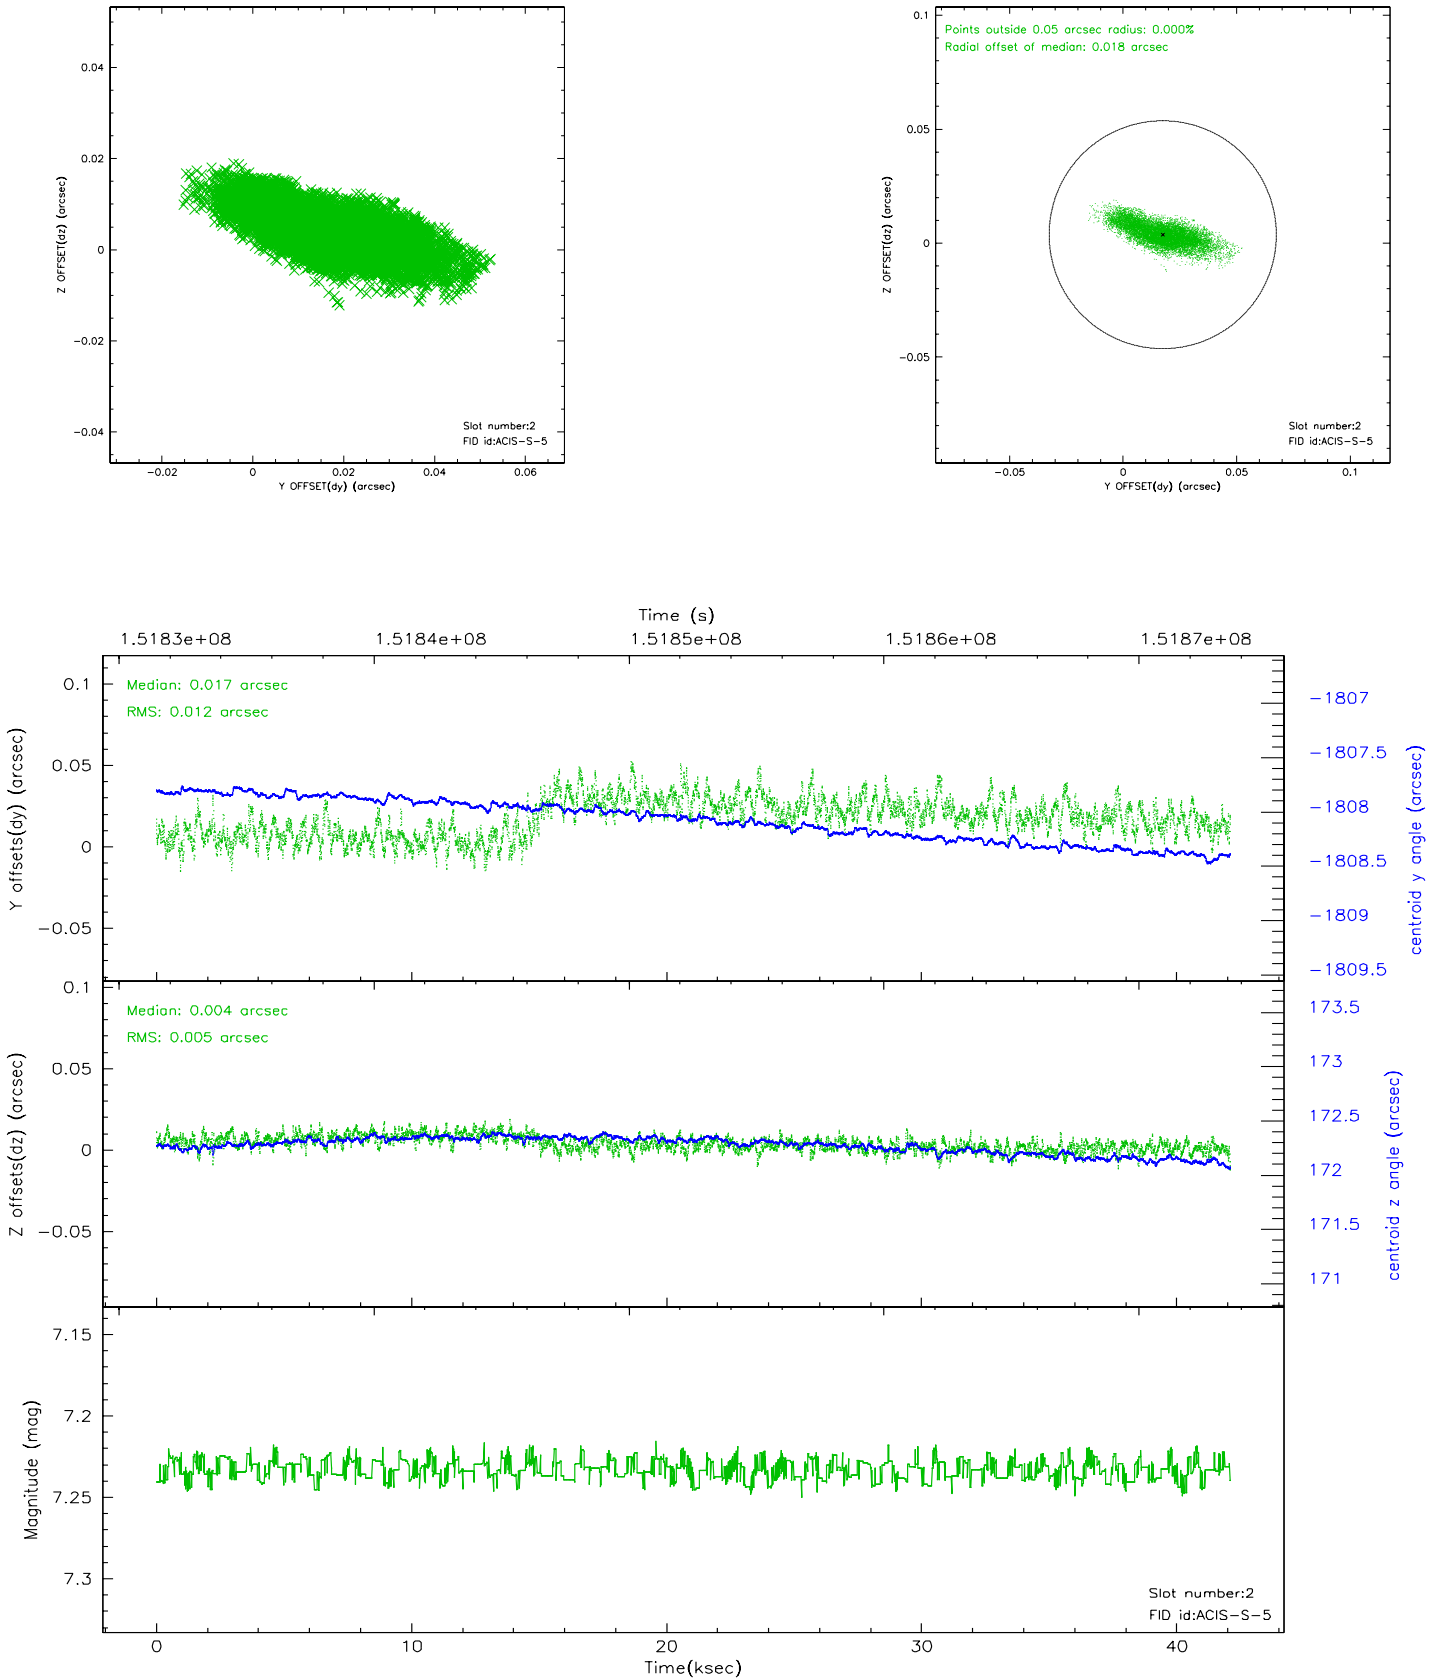 0.04
0.02
0
−0.02
−0.04
Z OFFSET(dz) (arcsec)
Slot number:2
FID id:ACIS−S−5
−0.02 0 0.02 0.04 0.06
Y OFFSET(dy) (arcsec)
0.1
0.05
0
−0.05
Z OFFSET(dz) (arcsec)
Points outside 0.05 arcsec radius: 0.000%
Radial offset of median: 0.018 arcsec
Slot number:2
FID id:ACIS−S−5
−0.05 0 0.05 0.1
Y OFFSET(dy) (arcsec)
Time (s)
1.5183e+08 1.5184e+08 1.5185e+08 1.5186e+08 1.5187e+08
0.1
0.05
0
−0.05
Y offsets(dy) (arcsec)
Median: 0.017 arcsec
RMS: 0.012 arcsec
−1807
−1807.5
−1808
−1808.5
−1809
−1809.5
centroid y angle (arcsec)
0.1
0.05
0
−0.05
Z offsets(dz) (arcsec)
Median: 0.004 arcsec
RMS: 0.005 arcsec
173.5
173
172.5
172
171.5
171
centroid z angle (arcsec)
7.15
7.2
7.25
7.3
Magnitude (mag)
Slot number:2
FID id:ACIS−S−5
0 10 20 30 40
Time(ksec)